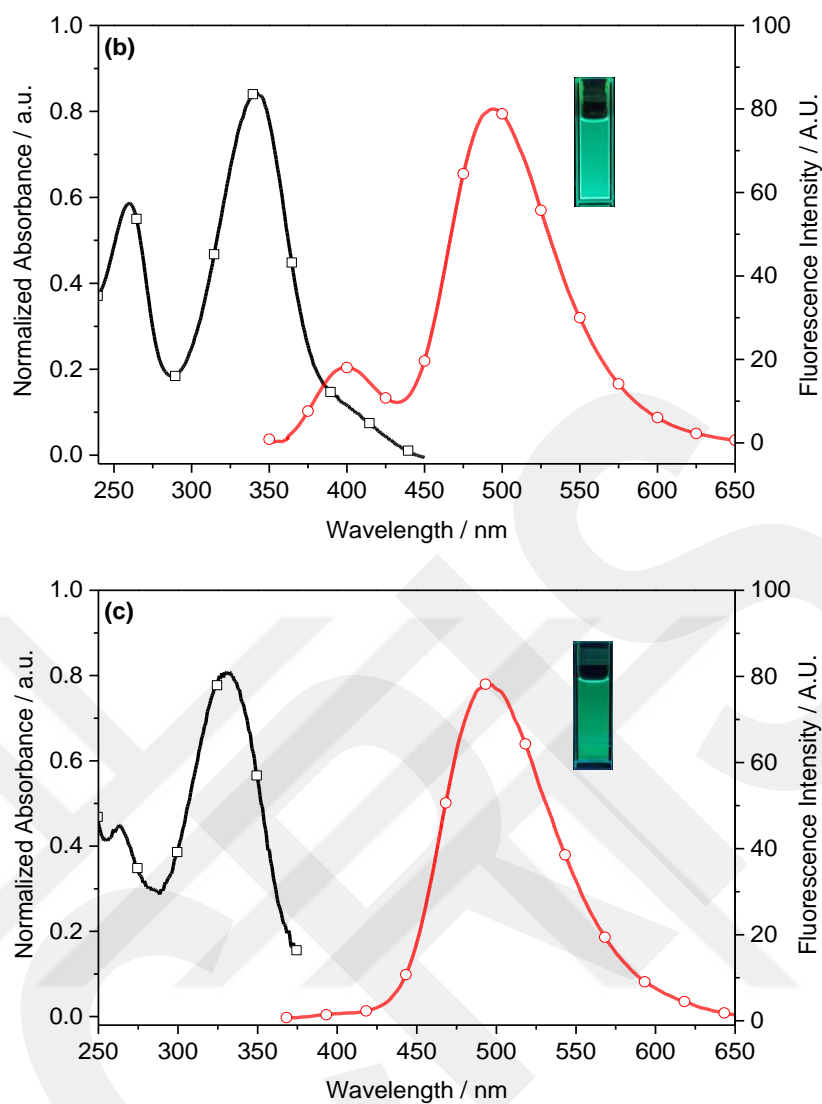 (b)
Normalized Absorbance / a.u.
1.0
0.8
0.6
0.4
0.2
0.0
100
80
60
40
20
0
Fluorescence Intensity / A.U.
250 300 350 400 450 500 550 600 650
Wavelength / nm
(c)
Normalized Absorbance / a.u.
1.0
0.8
0.6
0.4
0.2
0.0
100
80
60
40
20
0
Fluorescence Intensity / A.U.
250 300 350 400 450 500 550 600 650
Wavelength / nm